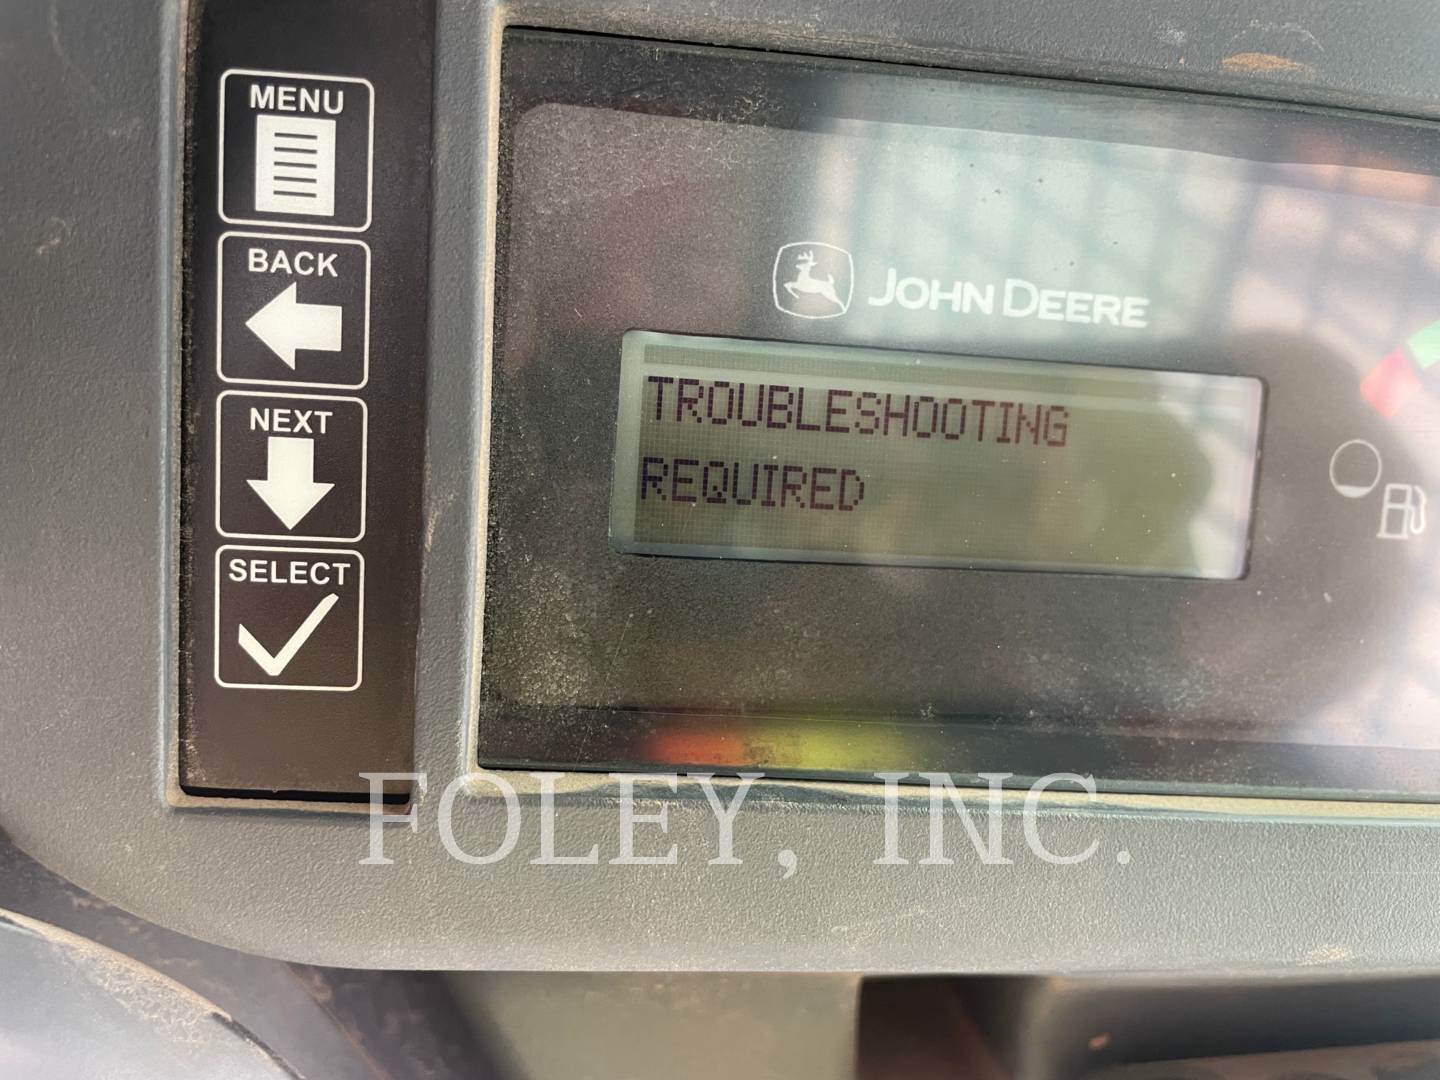 MENU
BACK
NEXT
SELECT
JOHN DEERE
TROUBLESHOOTING
REQUIRED
FOLEY, INC.